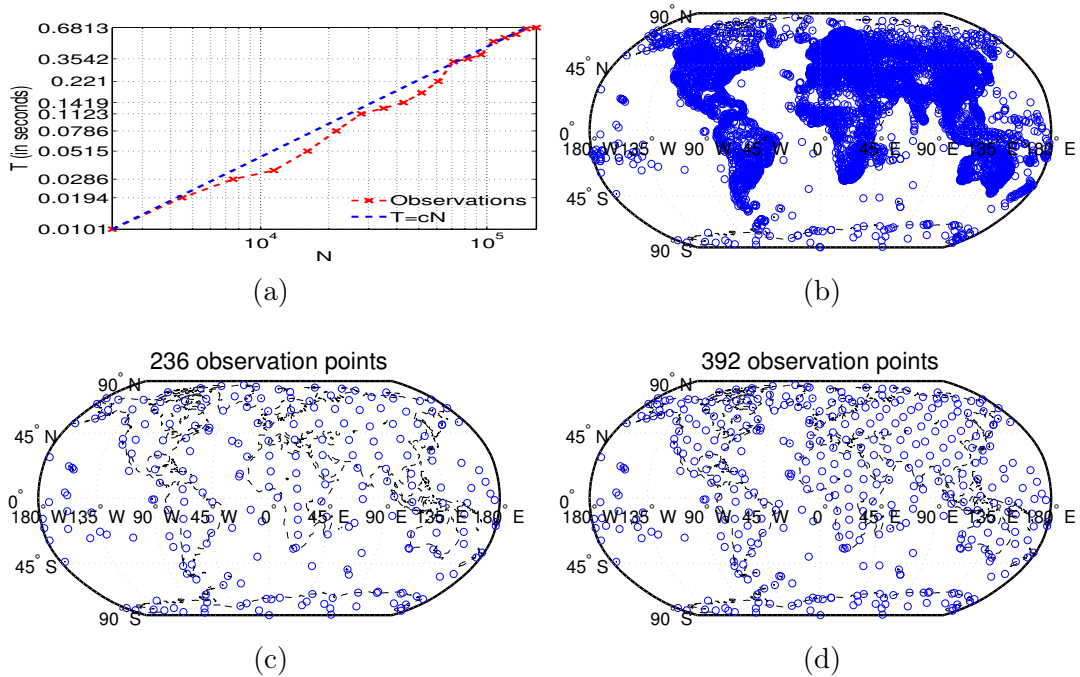 0.6813
0.3542
0.221
0.1419
0.1123
0.0786
0.0515
0.0286
0.0194
0.0101
T (in seconds)
Observations
T=cN
10^4
10^5
N
(a)
90° N
45° N
0°
180° W 135° W 90° W 45° W 0° 45° E 90° E 135° E 180° E
45° S
90° S
(b)
236 observation points
90° N
45° N
0°
180° W 135° W 90° W 45° W 0° 45° E 90° E 135° E 180° E
45° S
90° S
(c)
392 observation points
90° N
45° N
0°
180° W 135° W 90° W 45° W 0° 45° E 90° E 135° E 180° E
45° S
90° S
(d)